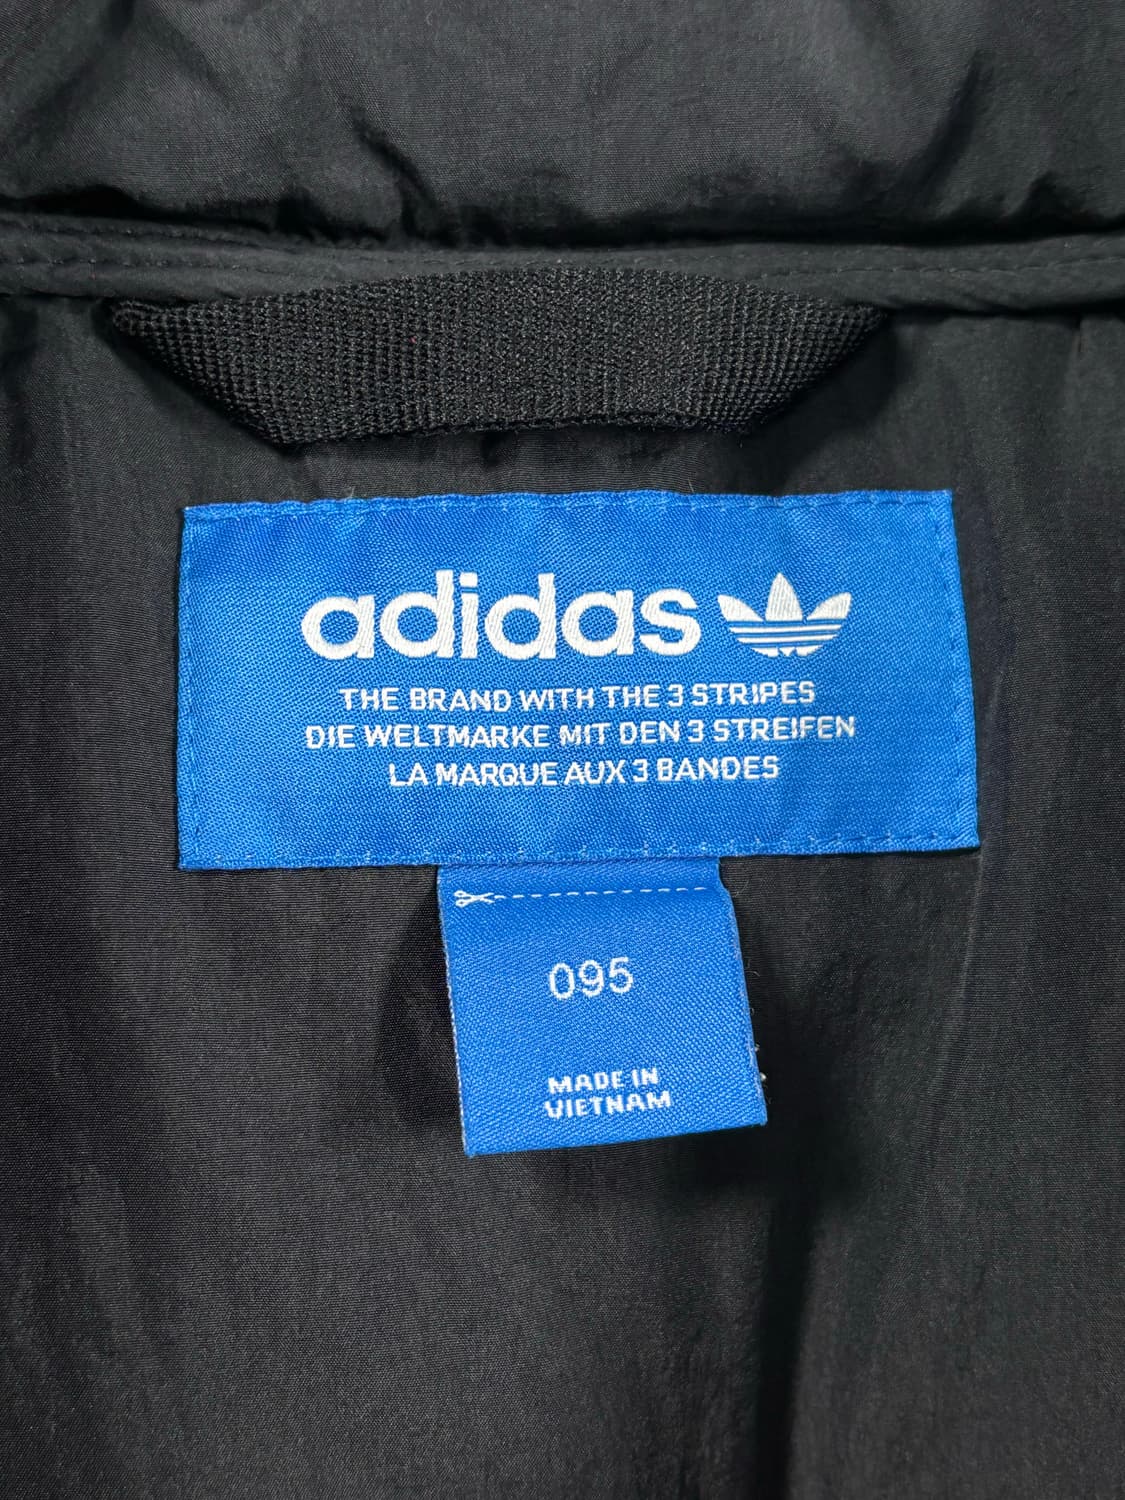 adidas
THE BRAND WITH THE 3 STRIPES
DIE WELTMARKE MIT DEN 3 STREIFEN
LA MARQUE AUX 3 BANDES
095
MADE IN
VIETNAM